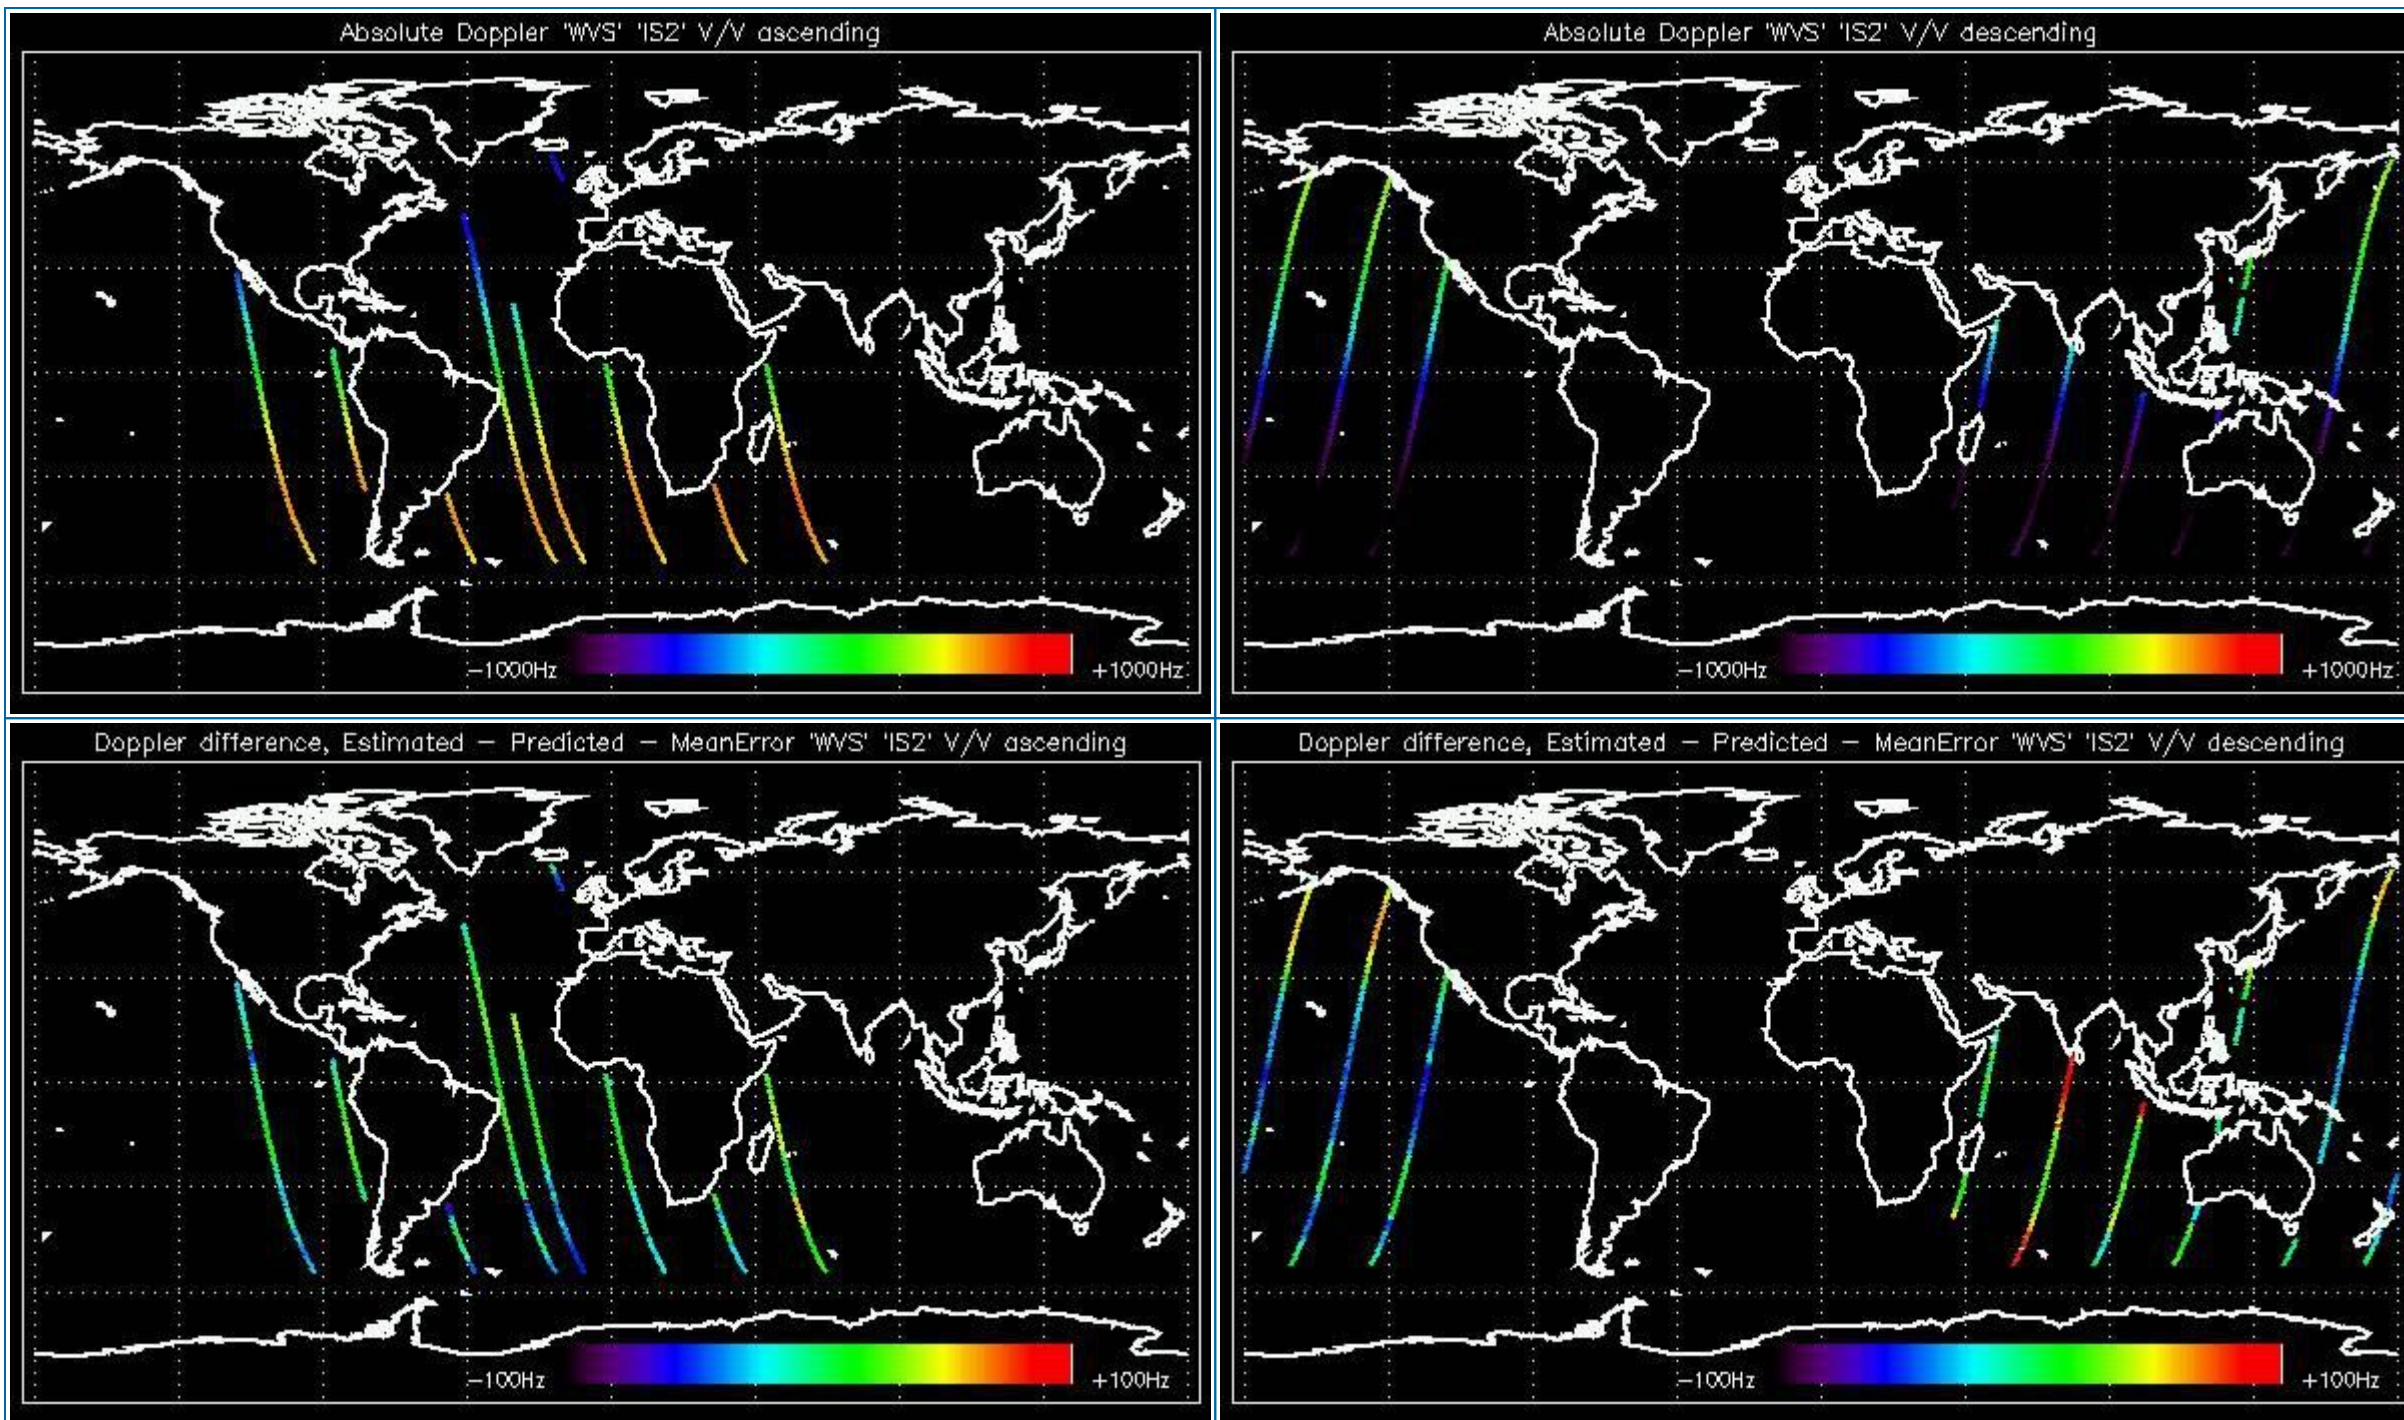 Absolute Doppler 'WVS' 'IS2' V/V ascending
-1000Hz
+1000Hz
Absolute Doppler 'WVS' 'IS2' V/V descending
-1000Hz
+1000Hz
Doppler difference, Estimated - Predicted - MeanError 'WVS' 'IS2' V/V ascending
-100Hz
+100Hz
Doppler difference, Estimated - Predicted - MeanError 'WVS' 'IS2' V/V descending
-100Hz
+100Hz